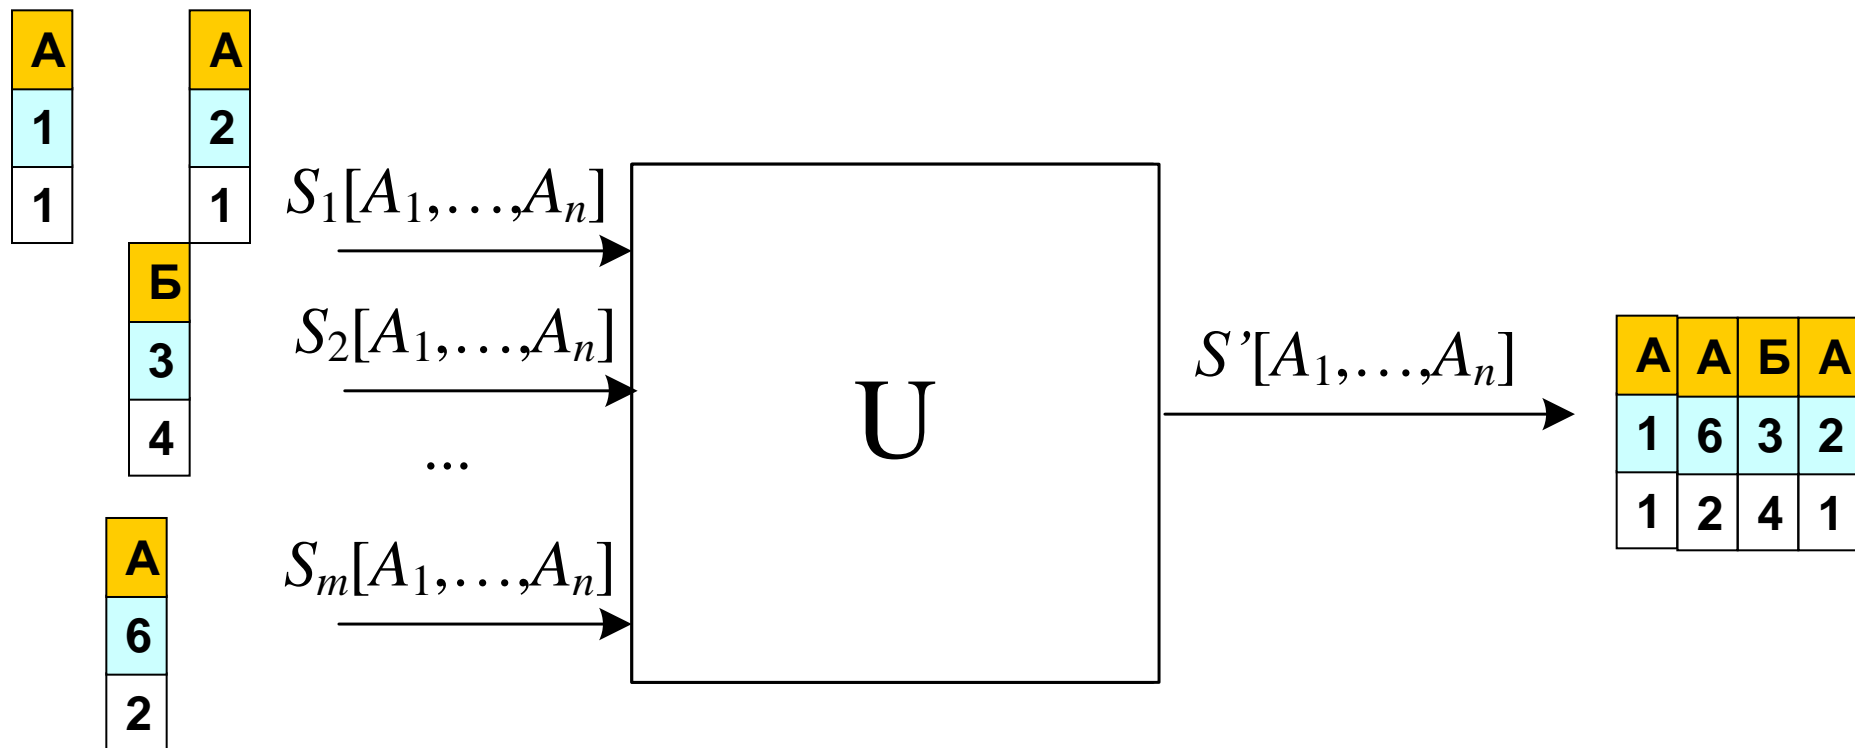 А А
1 2
1 1
S₁[A₁,…,Aₙ]
Б
3
4
S₂[A₁,…,Aₙ]
...
А
6
2
Sₘ[A₁,…,Aₙ]
U
S’[A₁,…,Aₙ]
А А Б А
1 6 3 2
1 2 4 1